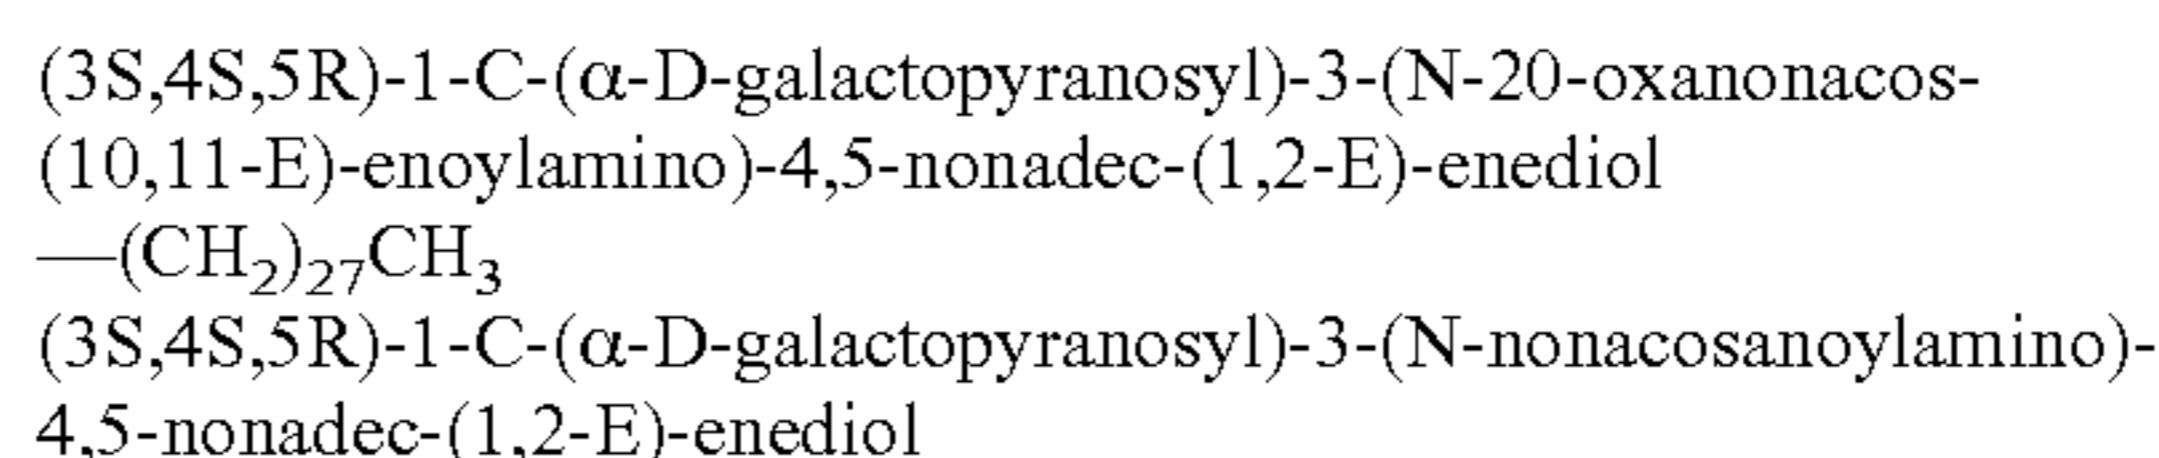 (3S,4S,5R)-1-C-(α-D-galactopyranosyl)-3-(N-20-oxanonacos-
(10,11-E)-enoylamino)-4,5-nonadec-(1,2-E)-enediol
—(CH₂)₂₇CH₃
(3S,4S,5R)-1-C-(α-D-galactopyranosyl)-3-(N-nonacosanoylamino)-
4,5-nonadec-(1,2-E)-enediol